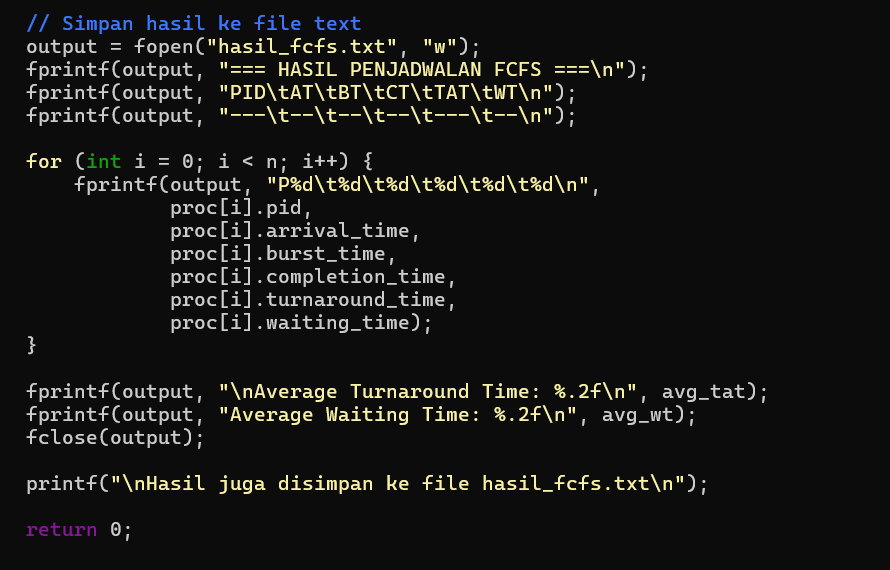 // Simpan hasil ke file text
output = fopen("hasil_fcfs.txt", "w");
fprintf(output, "=== HASIL PENJADWALAN FCFS ===\n");
fprintf(output, "PID\tAT\tBT\tCT\tTAT\tWT\n");
fprintf(output, "---\t--\t--\t--\t---\t--\n");
for (int i = 0; i < n; i++) {
fprintf(output, "P%d\t%d\t%d\t%d\t%d\t%d\n",
proc[i].pid,
proc[i].arrival_time,
proc[i].burst_time,
proc[i].completion_time,
proc[i].turnaround_time,
proc[i].waiting_time);
}
fprintf(output, "\nAverage Turnaround Time: %.2f\n", avg_tat);
fprintf(output, "Average Waiting Time: %.2f\n", avg_wt);
fclose(output);
printf("\nHasil juga disimpan ke file hasil_fcfs.txt\n");
return 0;